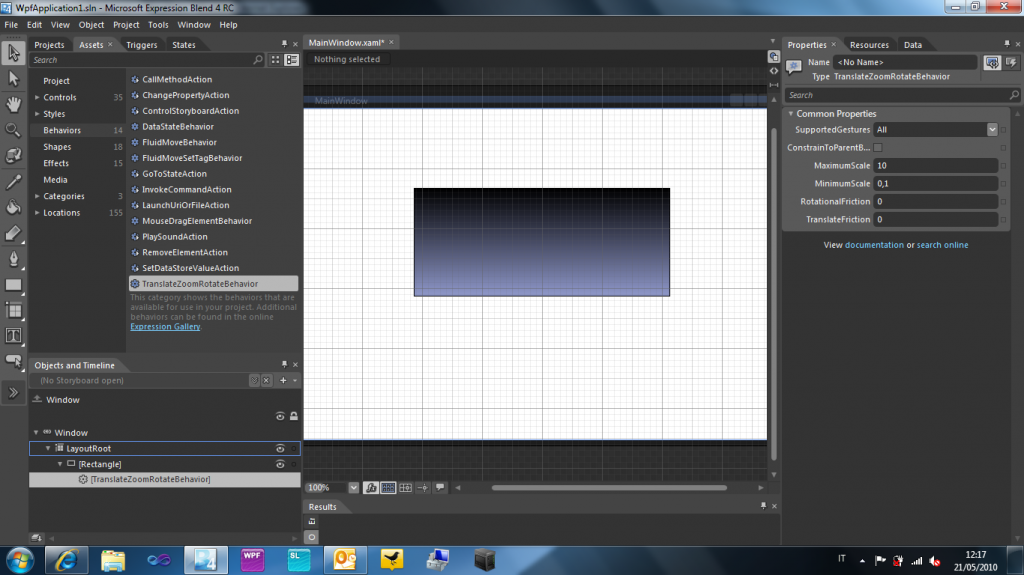 WpfApplication1.sln - Microsoft Expression Blend 4 RC
File Edit View Object Project Tools Window Help
Projects Assets × Triggers States
Search
Project
Controls 35
Styles
Behaviors 14
Shapes 18
Effects 15
Media
Categories 3
Locations 155
CallMethodAction
ChangePropertyAction
ControlStoryboardAction
DataStateBehavior
FluidMoveBehavior
FluidMoveSetTagBehavior
GoToStateAction
InvokeCommandAction
LaunchUriOrFileAction
MouseDragElementBehavior
PlaySoundAction
RemoveElementAction
SetDataStoreValueAction
TranslateZoomRotateBehavior
This category shows the behaviors that are
available for use in your project. Additional
behaviors can be found in the online
Expression Gallery.
Objects and Timeline
(No Storyboard open)
Window
Window
LayoutRoot
[Rectangle]
[TranslateZoomRotateBehavior]
MainWindow.xaml* ×
Nothing selected
MainWindow
100%
Results
Properties × Resources Data
Name <No Name>
Type TranslateZoomRotateBehavior
Search
Common Properties
SupportedGestures All
ConstrainToParentB...
MaximumScale 10
MinimumScale 0,1
RotationalFriction 0
TranslateFriction 0
View documentation or search online
4
WPF
SL
IT
12:17
21/05/2010